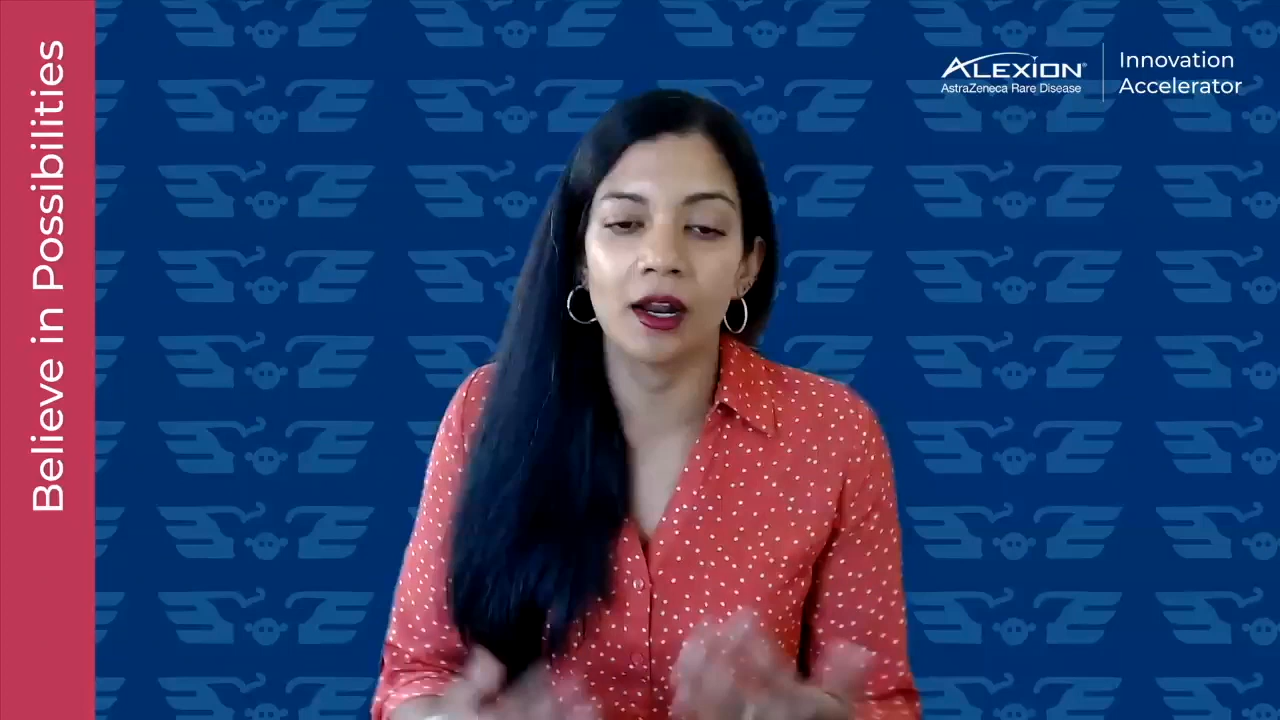 Believe in Possibilities
ALEXION®
AstraZeneca Rare Disease
Innovation
Accelerator